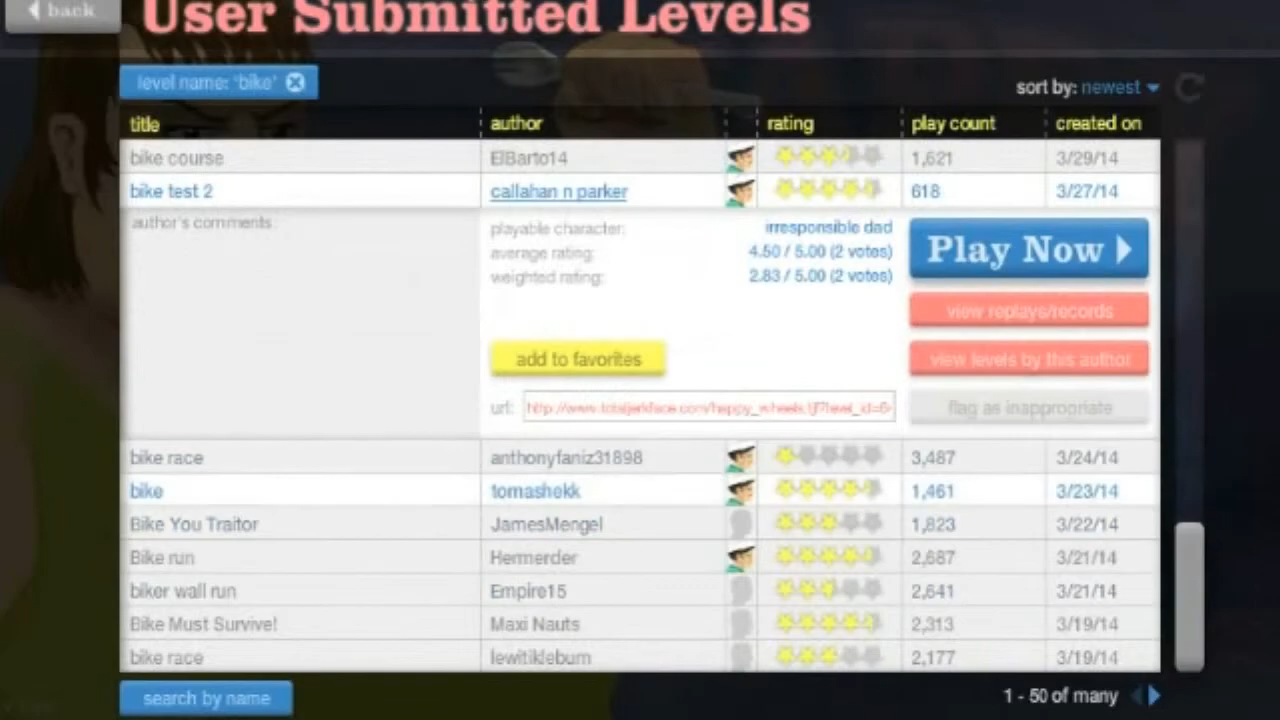 back
User Submitted Levels
level name: 'bike'
sort by: newest
title author rating play count created on
bike course ElBarto14 1,621 3/29/14
bike test 2 callahan n parker 618 3/27/14
author's comments:
playable character: irresponsible dad
average rating: 4.50 / 5.00 (2 votes)
weighted rating: 2.83 / 5.00 (2 votes)
Play Now
view replays/records
add to favorites
view levels by this author
url:
flag as inappropriate
bike race anthonyfaniz31898 3,487 3/24/14
bike tomashekk 1,461 3/23/14
Bike You Traitor JamesMengel 1,823 3/22/14
Bike run Hermerder 2,687 3/21/14
biker wall run Empire15 2,641 3/21/14
Bike Must Survive! Maxi Nauts 2,313 3/19/14
bike race lewitiklebum 2,177 3/19/14
search by name
1 - 50 of many